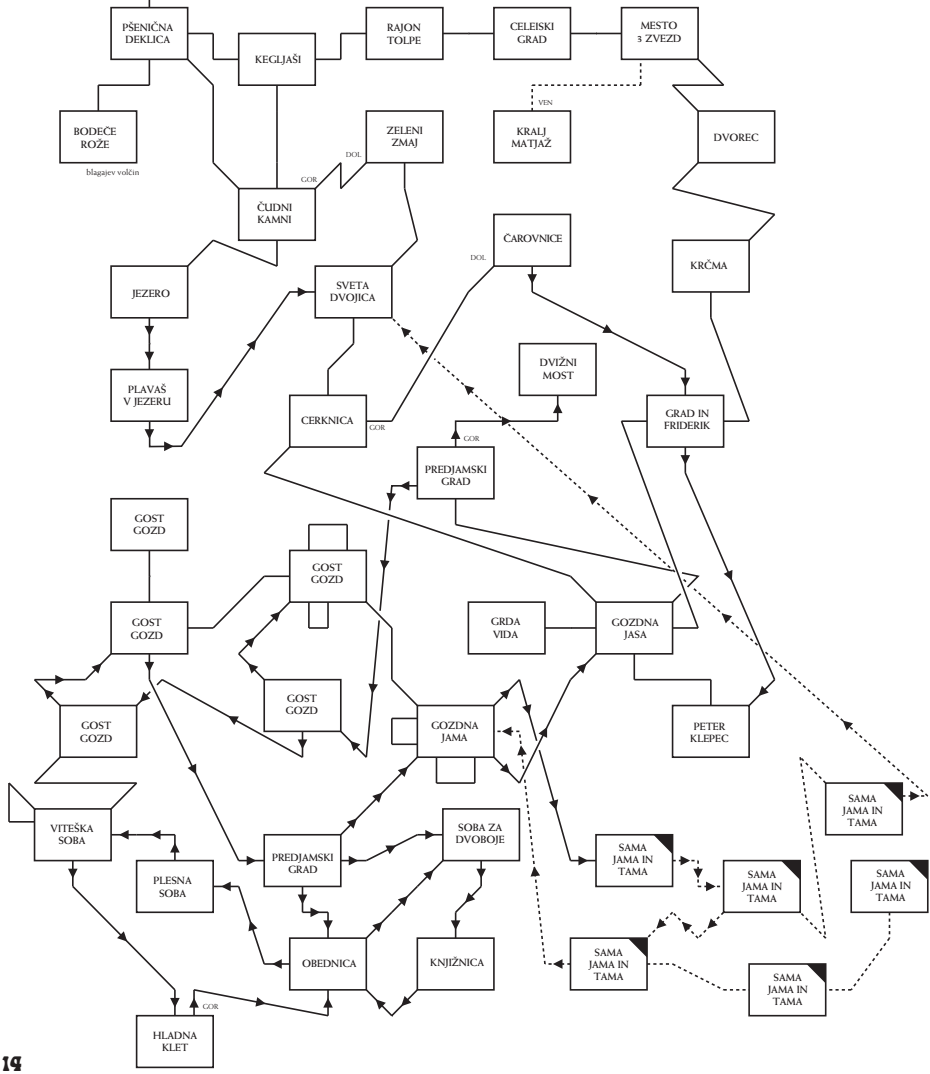 PŠENIČNA
DEKLICA
KEGLJAŠI
RAJON
TOLPE
CELEISKI
GRAD
MESTO
3 ZVEZD
BODEČE
ROŽE
blagajev volčin
ZELENI
ZMAJ
DOL
GOR
VEN
KRALJ
MATJAŽ
DVOREC
ČUDNI
KAMNI
ČAROVNICE
DOL
KRČMA
JEZERO
SVETA
DVOJICA
DVIŽNI
MOST
PLAVAŠ
V JEZERU
CERKNICA
GOR
GRAD IN
FRIDERIK
GOR
PREDJAMSKI
GRAD
GOST
GOZD
GOST
GOZD
GOST
GOZD
GRDA
VIDA
GOZDNA
JASA
GOST
GOZD
GOST
GOZD
GOZDNA
JAMA
PETER
KLEPEC
SAMA
JAMA IN
TAMA
VITEŠKA
SOBA
SOBA ZA
DVOBOJE
PLESNA
SOBA
PREDJAMSKI
GRAD
SAMA
JAMA IN
TAMA
SAMA
JAMA IN
TAMA
SAMA
JAMA IN
TAMA
OBEDNICA
KNJIŽNICA
SAMA
JAMA IN
TAMA
SAMA
JAMA IN
TAMA
GOR
HLADNA
KLET
14